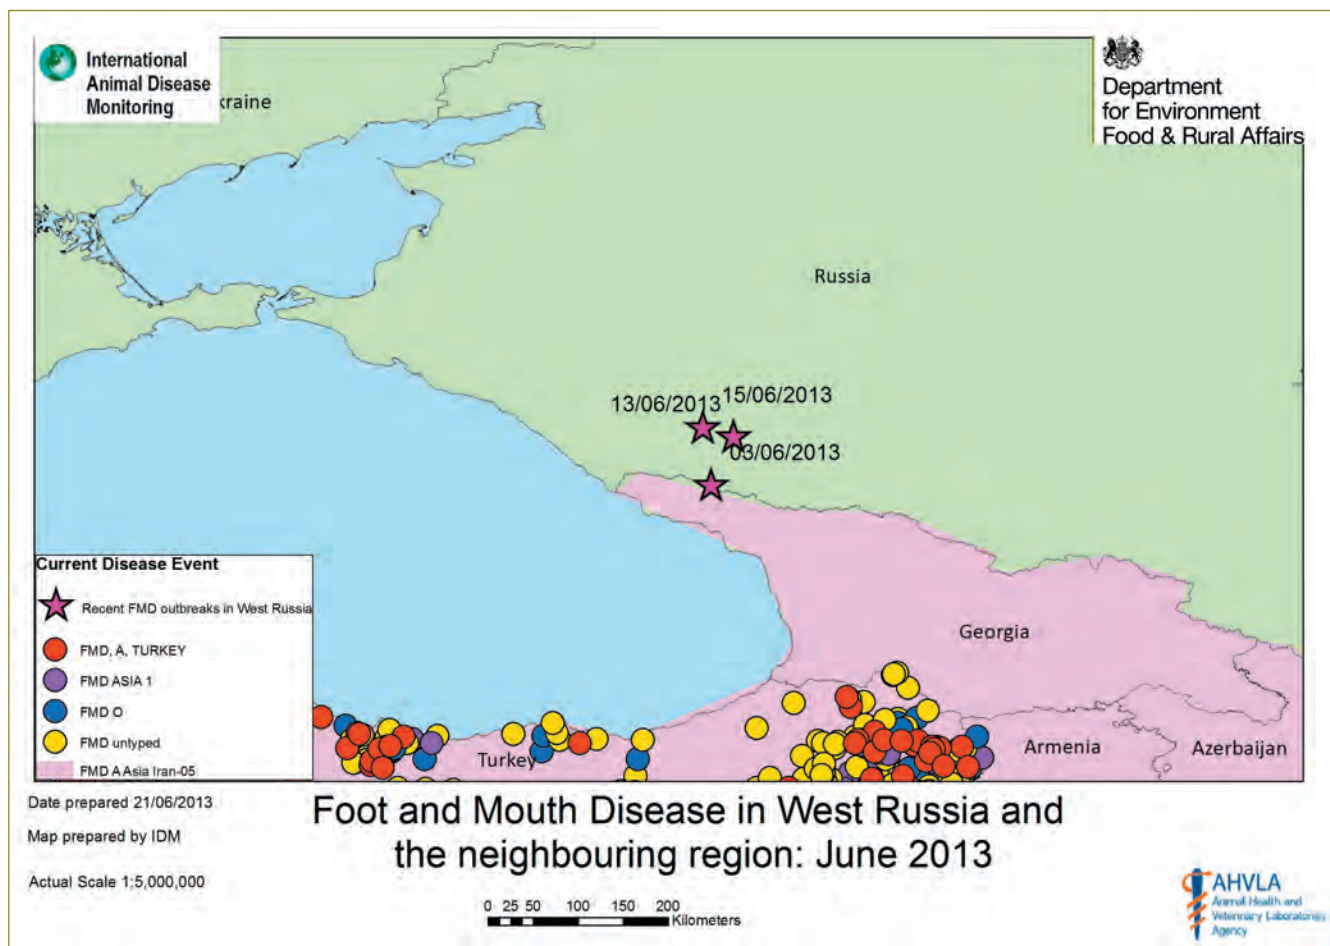 International
Animal Disease
Monitoring
kraine
Department
for Environment
Food & Rural Affairs
Russia
15/06/2013
13/06/2013
03/06/2013
Current Disease Event
Recent FMD outbreaks in West Russia
FMD, A, TURKEY
FMD ASIA 1
FMD O
FMD untyped
FMD A Asia Iran-05
Georgia
Turkey
Armenia
Azerbaijan
Date prepared 21/06/2013
Map prepared by IDM
Actual Scale 1:5,000,000
Foot and Mouth Disease in West Russia and
the neighbouring region: June 2013
0 25 50 100 150 200
Kilometers
AHVLA
Animal Health and
Veterinary Laboratories
Agency